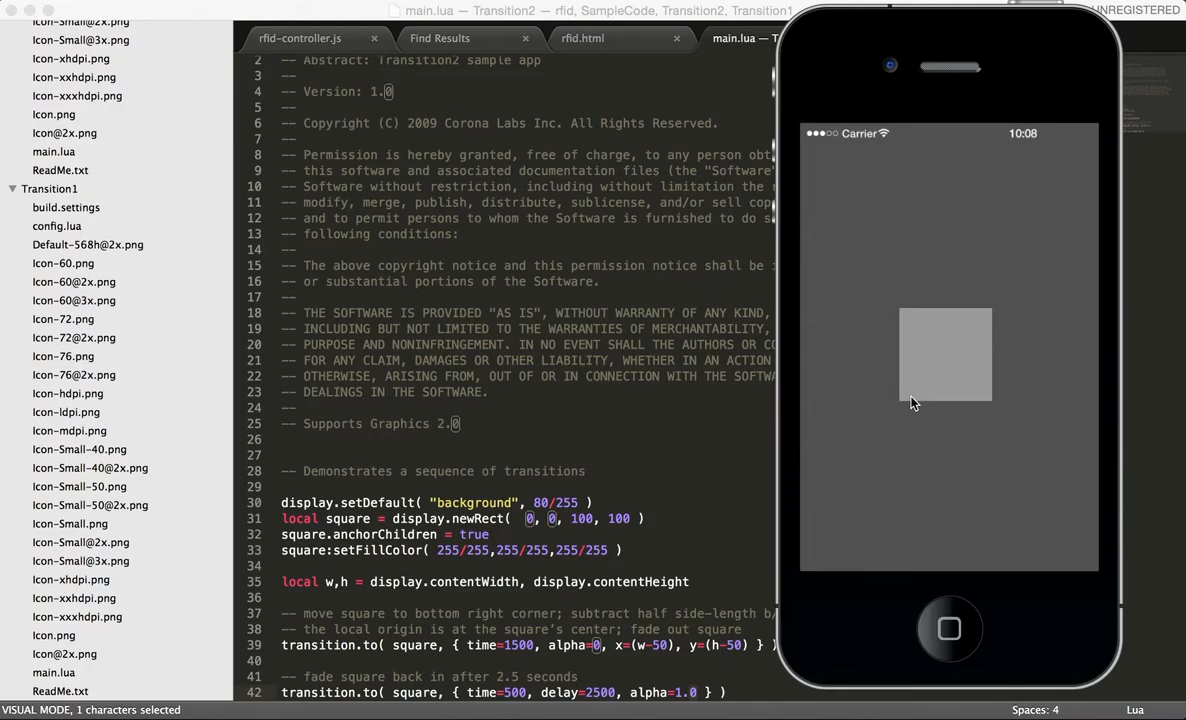 main.lua — Transition2 — rfid, SampleCode, Transition2, Transition1
UNREGISTERED
Icon-Small@2x.png
Icon-Small@3x.png
Icon-xhdpi.png
Icon-xxhdpi.png
Icon-xxxhdpi.png
Icon.png
Icon@2x.png
main.lua
ReadMe.txt
Transition1
build.settings
config.lua
Default-568h@2x.png
Icon-60.png
Icon-60@2x.png
Icon-60@3x.png
Icon-72.png
Icon-72@2x.png
Icon-76.png
Icon-76@2x.png
Icon-hdpi.png
Icon-ldpi.png
Icon-mdpi.png
Icon-Small-40.png
Icon-Small-40@2x.png
Icon-Small-50.png
Icon-Small-50@2x.png
Icon-Small.png
Icon-Small@2x.png
Icon-Small@3x.png
Icon-xhdpi.png
Icon-xxhdpi.png
Icon-xxxhdpi.png
Icon.png
Icon@2x.png
main.lua
ReadMe.txt
rfid-controller.js × Find Results × rfid.html × main.lua — T
2 -- Abstract: Transition2 sample app
3 --
4 -- Version: 1.0
5 --
6 -- Copyright (C) 2009 Corona Labs Inc. All Rights Reserved.
7 --
8 -- Permission is hereby granted, free of charge, to any person obt
9 -- this software and associated documentation files (the "Software"
10 -- Software without restriction, including without limitation the r
11 -- modify, merge, publish, distribute, sublicense, and/or sell cop
12 -- and to permit persons to whom the Software is furnished to do s
13 -- following conditions:
14 --
15 -- The above copyright notice and this permission notice shall be i
16 -- or substantial portions of the Software.
17 --
18 -- THE SOFTWARE IS PROVIDED "AS IS", WITHOUT WARRANTY OF ANY KIND,
19 -- INCLUDING BUT NOT LIMITED TO THE WARRANTIES OF MERCHANTABILITY,
20 -- PURPOSE AND NONINFRINGEMENT. IN NO EVENT SHALL THE AUTHORS OR CO
21 -- FOR ANY CLAIM, DAMAGES OR OTHER LIABILITY, WHETHER IN AN ACTION
22 -- OTHERWISE, ARISING FROM, OUT OF OR IN CONNECTION WITH THE SOFTWA
23 -- DEALINGS IN THE SOFTWARE.
24 --
25 -- Supports Graphics 2.0
26
27
28 -- Demonstrates a sequence of transitions
29
30 display.setDefault( "background", 80/255 )
31 local square = display.newRect( 0, 0, 100, 100 )
32 square.anchorChildren = true
33 square:setFillColor( 255/255,255/255,255/255 )
34
35 local w,h = display.contentWidth, display.contentHeight
36
37 -- move square to bottom right corner; subtract half side-length b/
38 -- the local origin is at the square's center; fade out square
39 transition.to( square, { time=1500, alpha=0, x=(w-50), y=(h-50) } )
40
41 -- fade square back in after 2.5 seconds
42 transition.to( square, { time=500, delay=2500, alpha=1.0 } )
Carrier 10:08
VISUAL MODE, 1 characters selected
Spaces: 4
Lua